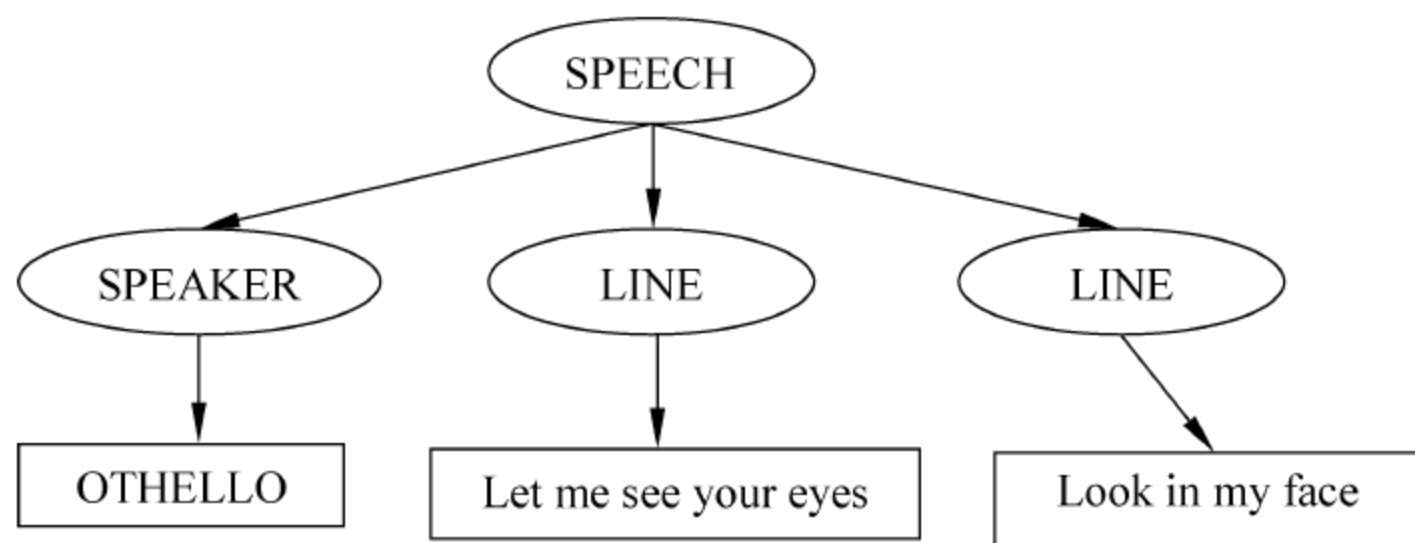 SPEECH
SPEAKER
LINE
LINE
OTHELLO
Let me see your eyes
Look in my face